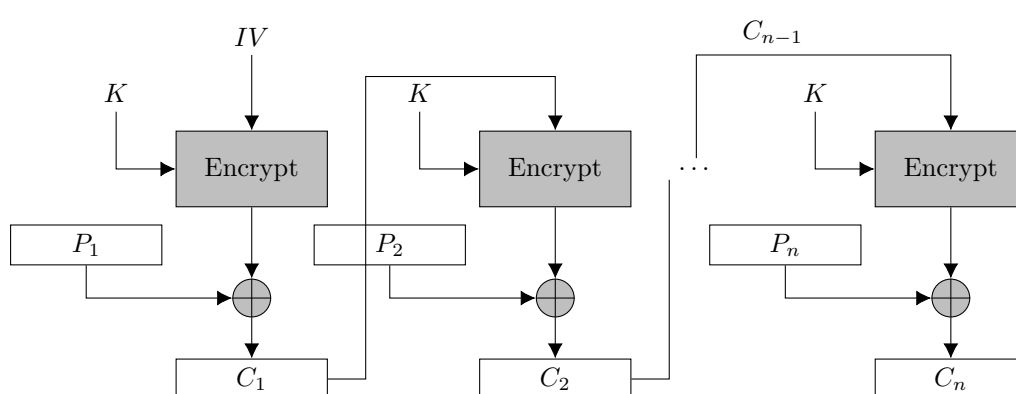 IV C_{n−1}
K K K
Encrypt Encrypt ... Encrypt
P_1 P_2 P_n
C_1 C_2 C_n